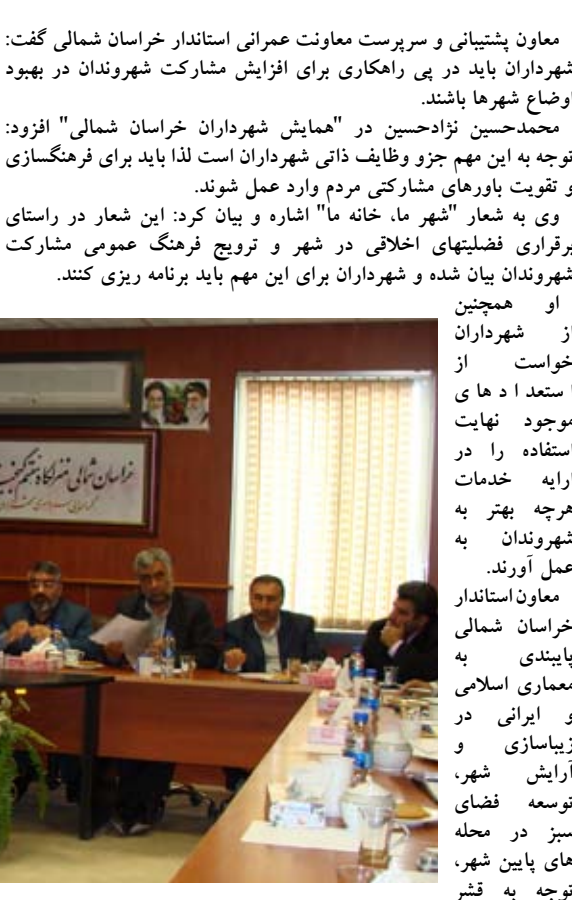 معاون پشتیبانی و سرپرست معاونت عمرانی استاندار خراسان شمالی گفت:
شهرداران باید در پی راهکاری برای افزایش مشارکت شهروندان در بهبود
اوضاع شهرها باشند.
محمدحسین نژادحسین در "همایش شهرداران خراسان شمالی" افزود:
توجه به این مهم جزو وظایف ذاتی شهرداران است لذا باید برای فرهنگسازی
و تقویت باورهای مشارکتی مردم وارد عمل شوند.
وی به شعار "شهر ما، خانه ما" اشاره و بیان کرد: این شعار در راستای
برقراری فضلیتهای اخلاقی در شهر و ترویج فرهنگ عمومی مشارکت
شهروندان بیان شده و شهرداران برای این مهم باید برنامه ریزی کنند.
او همچنین
از شهرداران
خواست از
استعدادهای
موجود نهایت
استفاده را در
ارایه خدمات
هرچه بهتر به
شهروندان به
عمل آورند.
معاون استاندار
خراسان شمالی
پایبندی به
معماری اسلامی
و ایرانی در
زیباسازی و
آرایش شهر،
توسعه فضای
سبز در محله
های پایین شهر،
توجه به قشر
خراسان شمالی